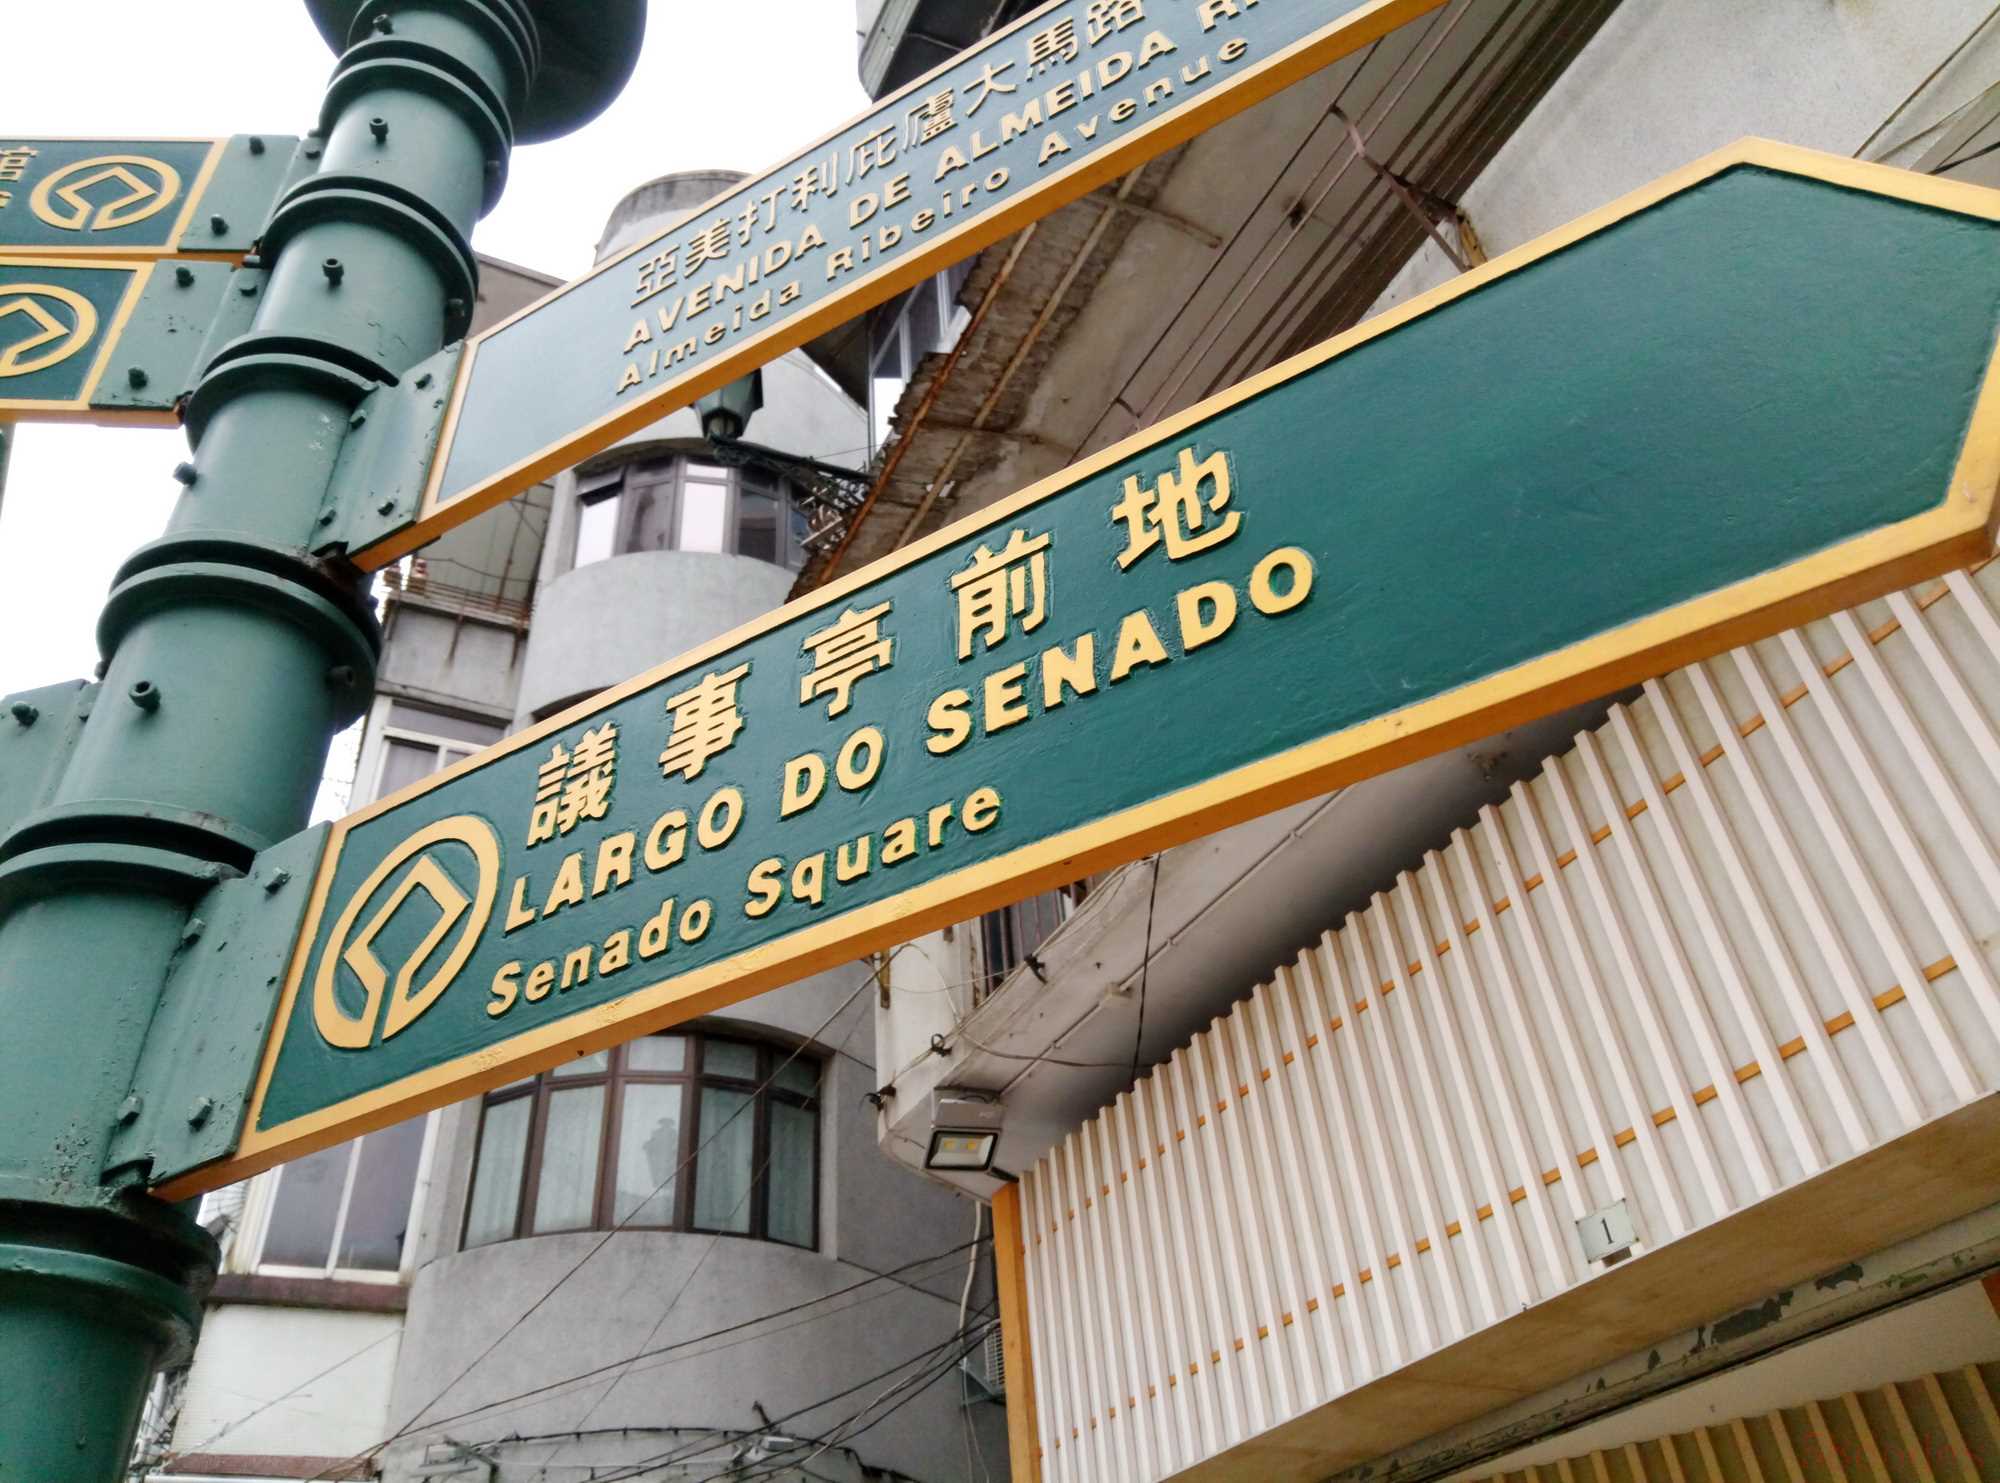 館
亞美打利庇盧大馬路
AVENIDA DE ALMEIDA
Almeida Ribeiro Avenue
議事亭前地
LARGO DO SENADO
Senado Square
1